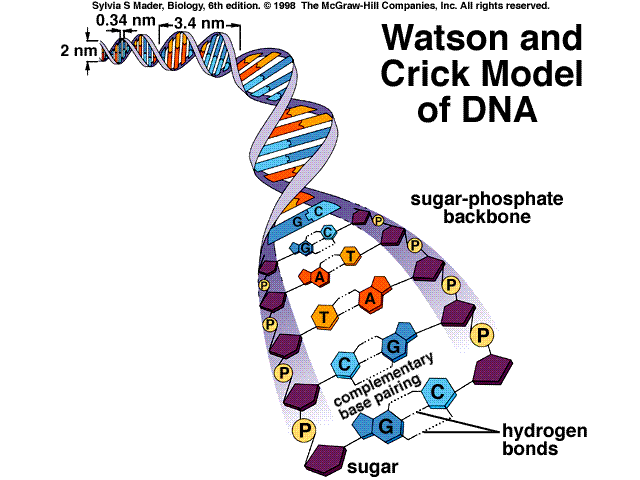 Sylvia S Mader, Biology, 6th edition. © 1998 The McGraw-Hill Companies, Inc. All rights reserved.
0.34 nm
3.4 nm
2 nm
Watson and
Crick Model
of DNA
sugar-phosphate
backbone
G C
G C
P
P
A T
P
P
T A
P
P
C G
P
P
complementary
base pairing
G C
P
hydrogen
bonds
sugar